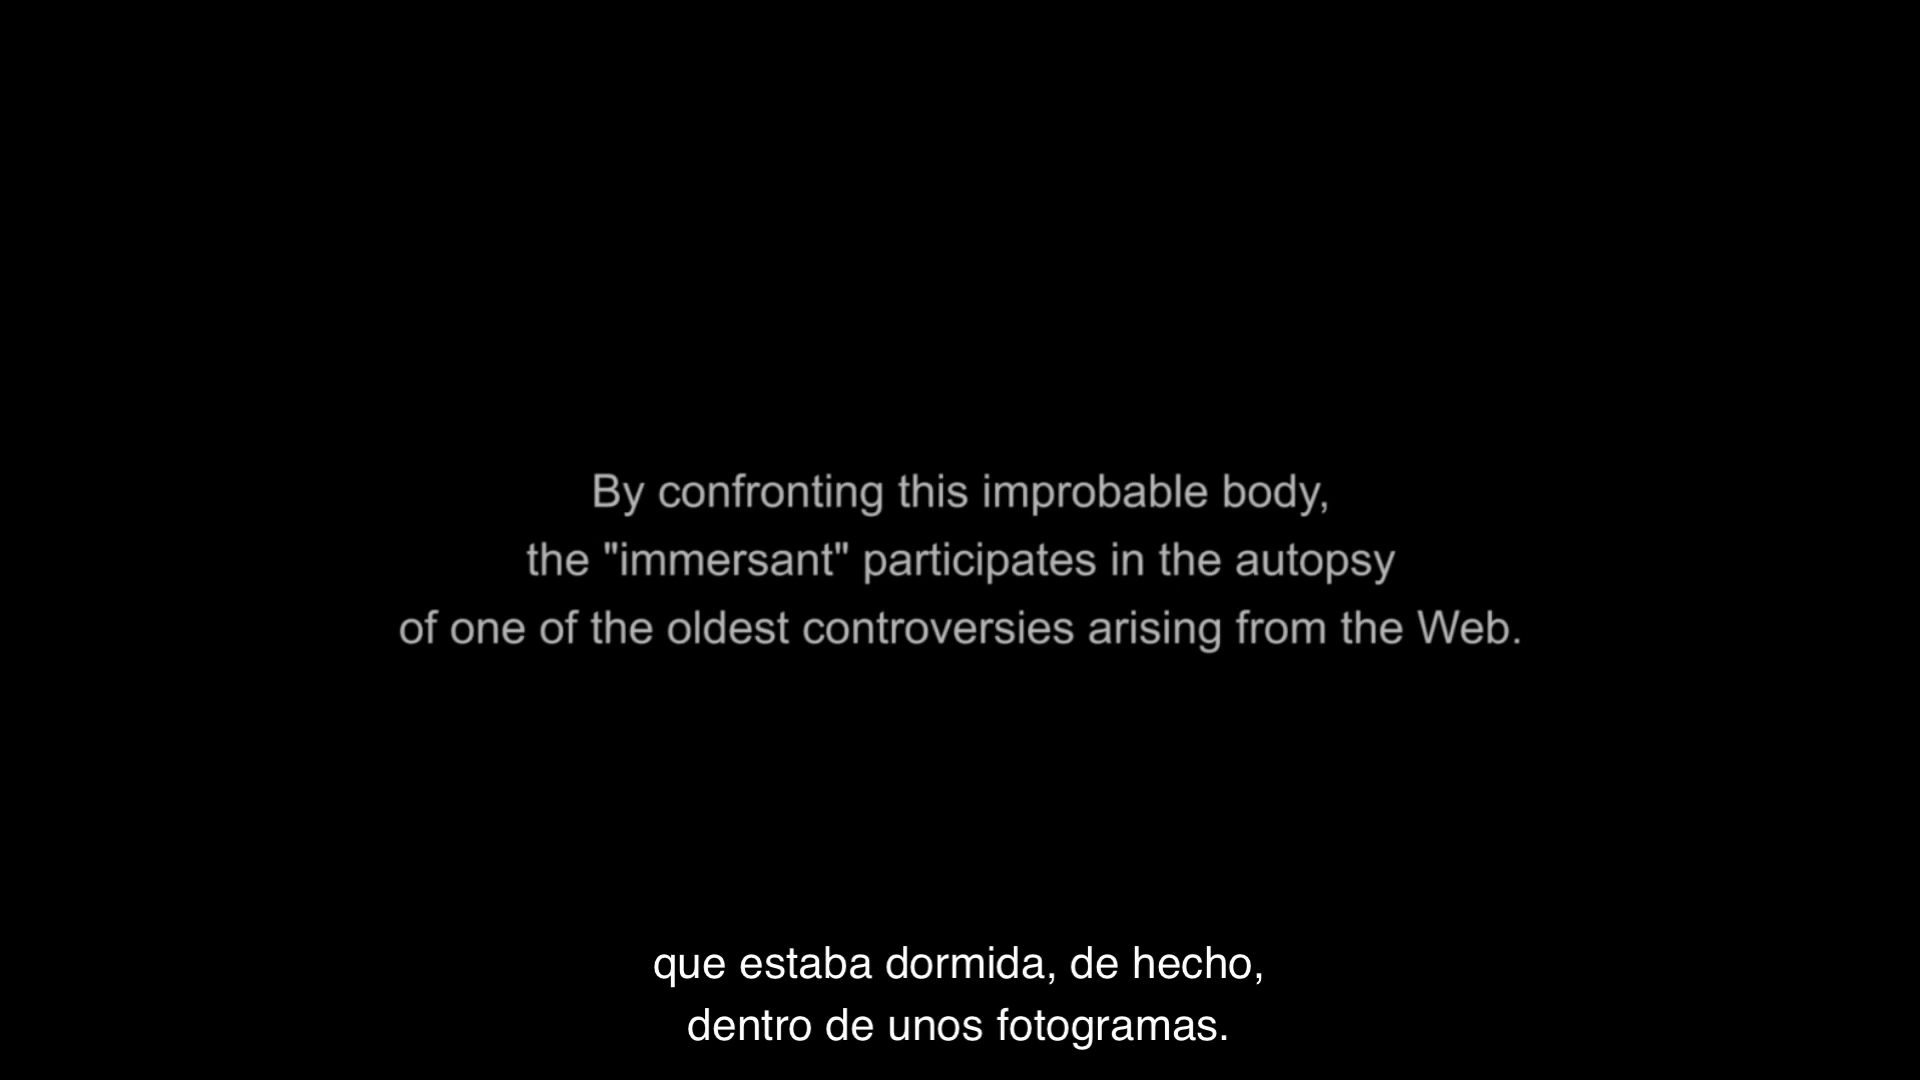 By confronting this improbable body,
the "immersant" participates in the autopsy
of one of the oldest controversies arising from the Web.
que estaba dormida, de hecho,
dentro de unos fotogramas.